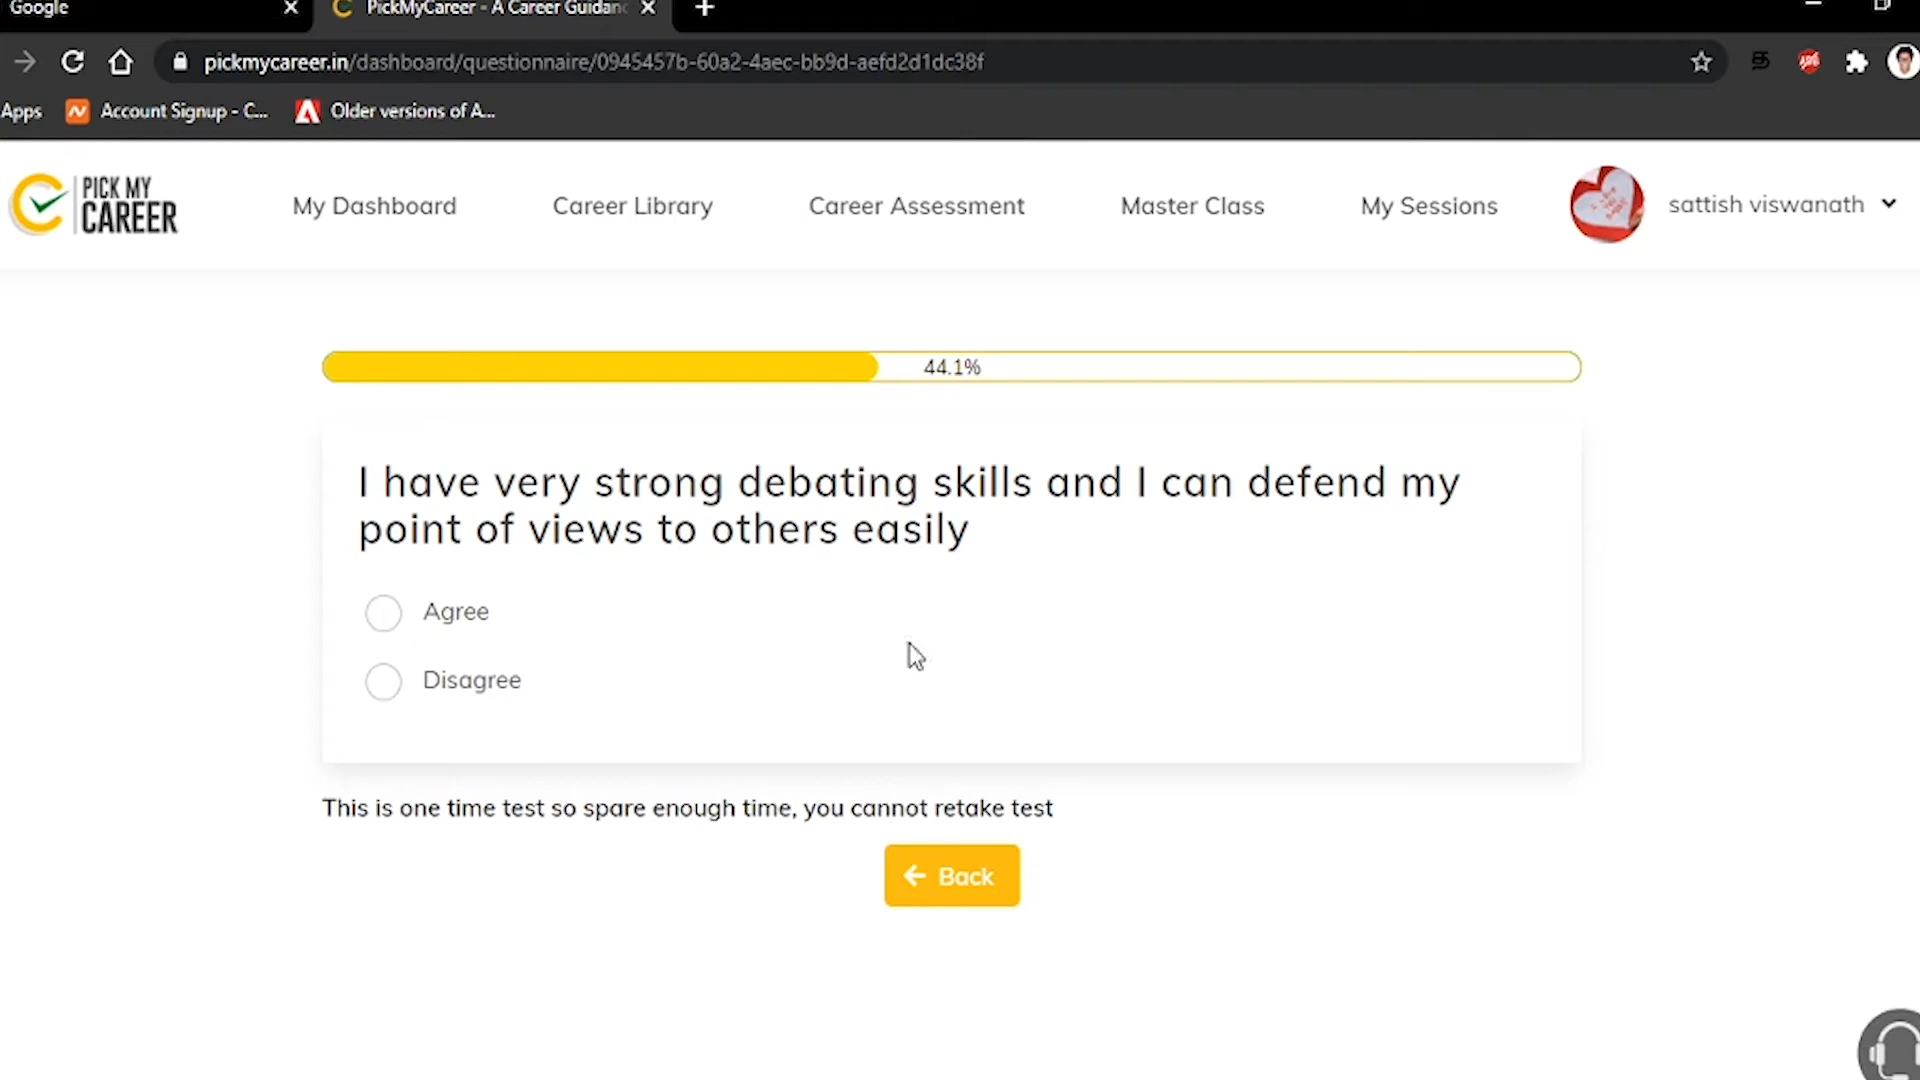 Google
PickMyCareer - A Career Guidan
pickmycareer.in/dashboard/questionnaire/0945457b-60a2-4aec-bb9d-aefd2d1dc38f
Apps Account Signup - C... Older versions of A...
PICK MY
CAREER
My Dashboard Career Library Career Assessment Master Class My Sessions sattish viswanath
44.1%
I have very strong debating skills and I can defend my
point of views to others easily
Agree
Disagree
This is one time test so spare enough time, you cannot retake test
Back